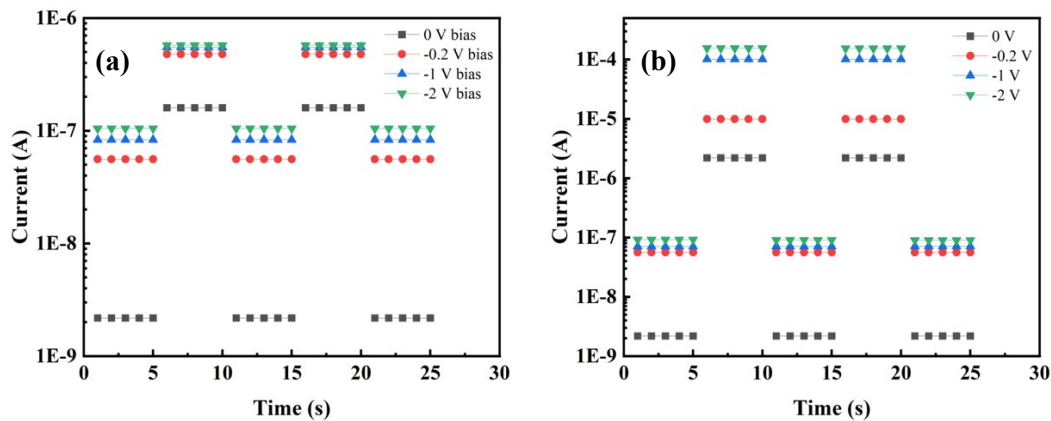 (a)
0 V bias
-0.2 V bias
-1 V bias
-2 V bias
1E-6
1E-7
1E-8
1E-9
Current (A)
0 5 10 15 20 25 30
Time (s)
(b)
0 V
-0.2 V
-1 V
-2 V
1E-4
1E-5
1E-6
1E-7
1E-8
1E-9
Current (A)
0 5 10 15 20 25 30
Time (s)